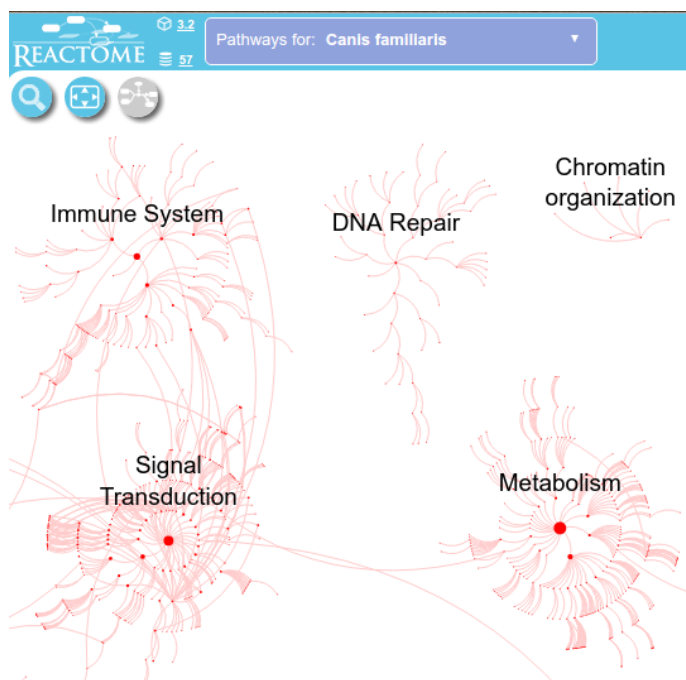 REACTOME
3.2
57
Pathways for: Canis familiaris
Immune System
DNA Repair
Chromatin
organization
Signal
Transduction
Metabolism